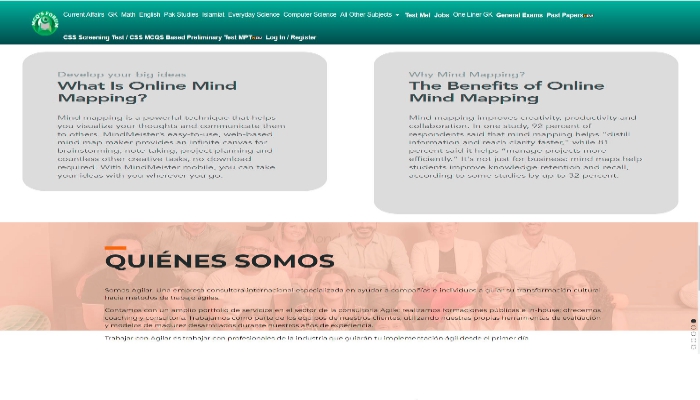 Current Affairs GK Math English Pak Studies Islamiat Everyday Science Computer Science All Other Subjects Test Me! Jobs One Liner GK General Exams Past Papers
CSS Screening Test / CSS MCQS Based Preliminary Test MPT Log In / Register
Develop your big ideas
What Is Online Mind
Mapping?
Mind mapping is a powerful technique that helps
you visualize your thoughts and communicate them
to others. MindMeister's easy-to-use, web-based
mind map maker provides an infinite canvas for
brainstorming, note taking, project planning and
countless other creative tasks, no download
required. With MindMeister mobile, you can take
your ideas with you wherever you go.
Why Mind Mapping?
The Benefits of Online
Mind Mapping
Mind mapping improves creativity, productivity and
collaboration. In one study, 92 percent of
respondents said that mind mapping helps "distill
information and reach clarity faster," while 81
percent said it helps "manage projects more
efficiently." It's not just for business: mind maps help
students improve knowledge retention and recall,
according to some studies by up to 32 percent.
QUIÉNES SOMOS
Somos Ágilar. Una empresa consultora internacional especializada en ayudar a compañías e individuos a guiar su transformación cultural
hacia métodos de trabajo ágiles.
Contamos con un amplio portfolio de servicios en el sector de la consultoría Agile: realizamos formaciones públicas e in-house; ofrecemos
coaching y consultoría. Trabajamos como parte de los equipos de nuestros clientes, utilizando nuestras propias herramientas de evaluación
y modelos de madurez desarrollados durante nuestros años de experiencia.
Trabajar con Ágilar es trabajar con profesionales de la industria que guiarán tu implementación ágil desde el primer día.